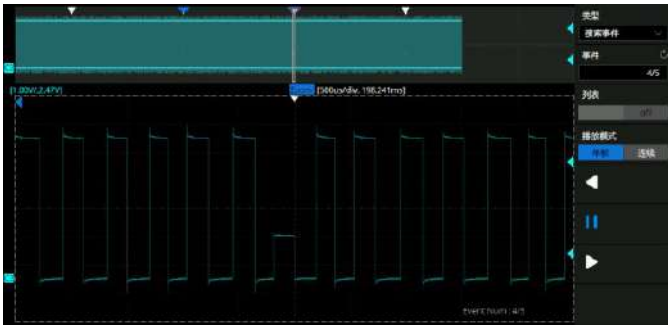 类型
搜索事件
事件
4/5
[1.00V/,2.47V]
[500us/div, 198.241ms]
列表
off
播放模式
单帧
连续
Event Num : 4/5